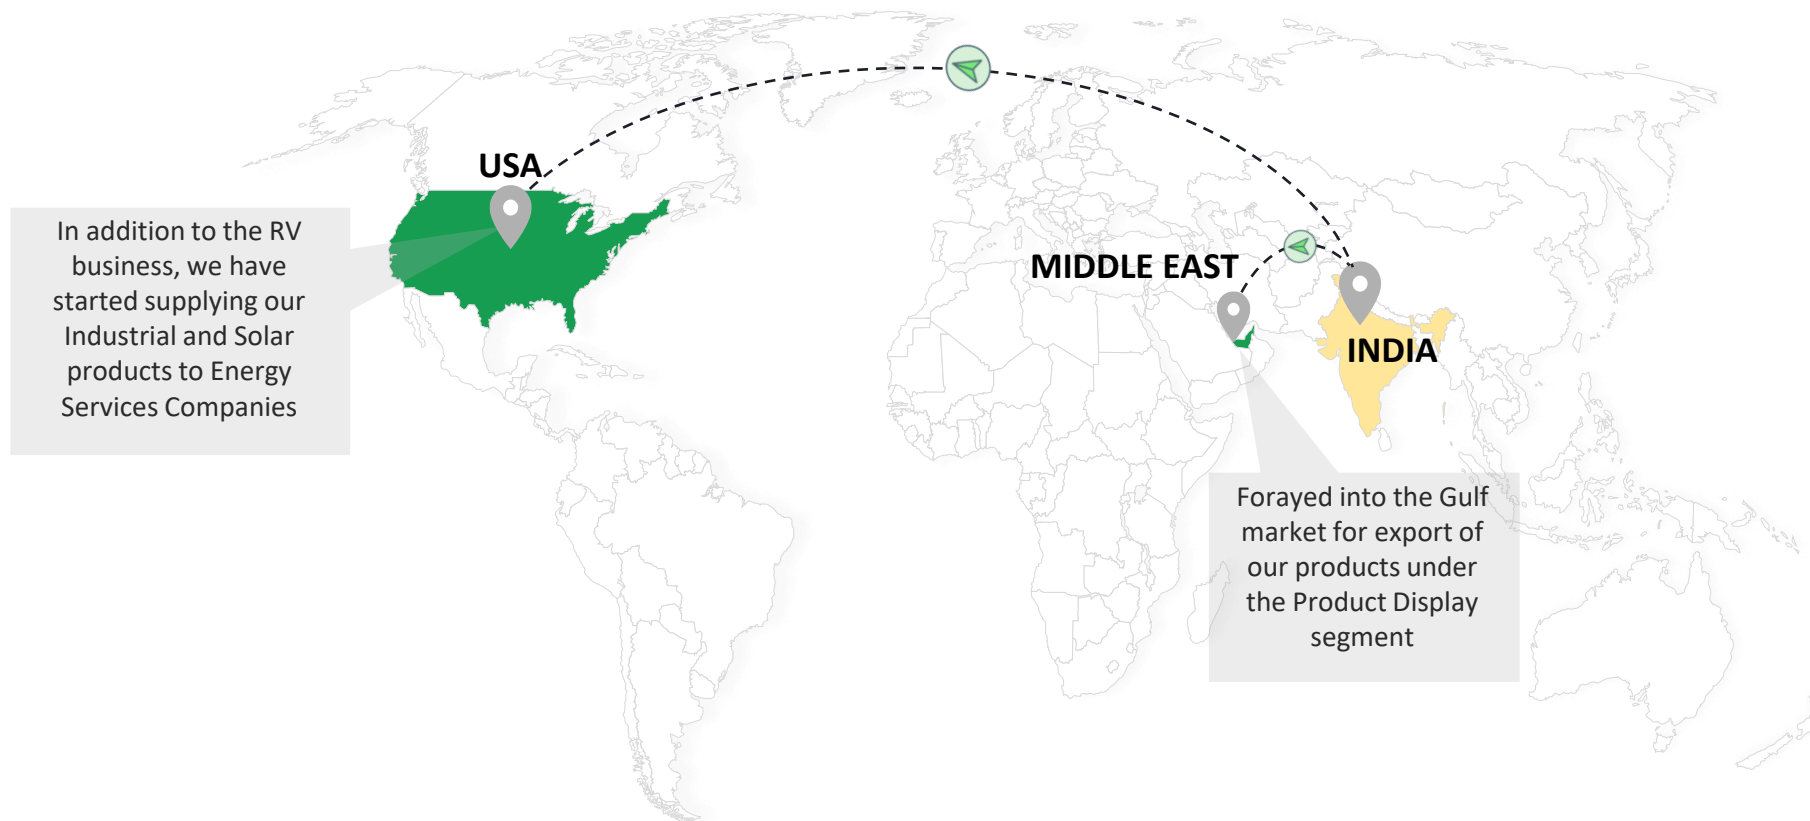 USA
In addition to the RV
business, we have
started supplying our
Industrial and Solar
products to Energy
Services Companies
MIDDLE EAST
INDIA
Forayed into the Gulf
market for export of
our products under
the Product Display
segment